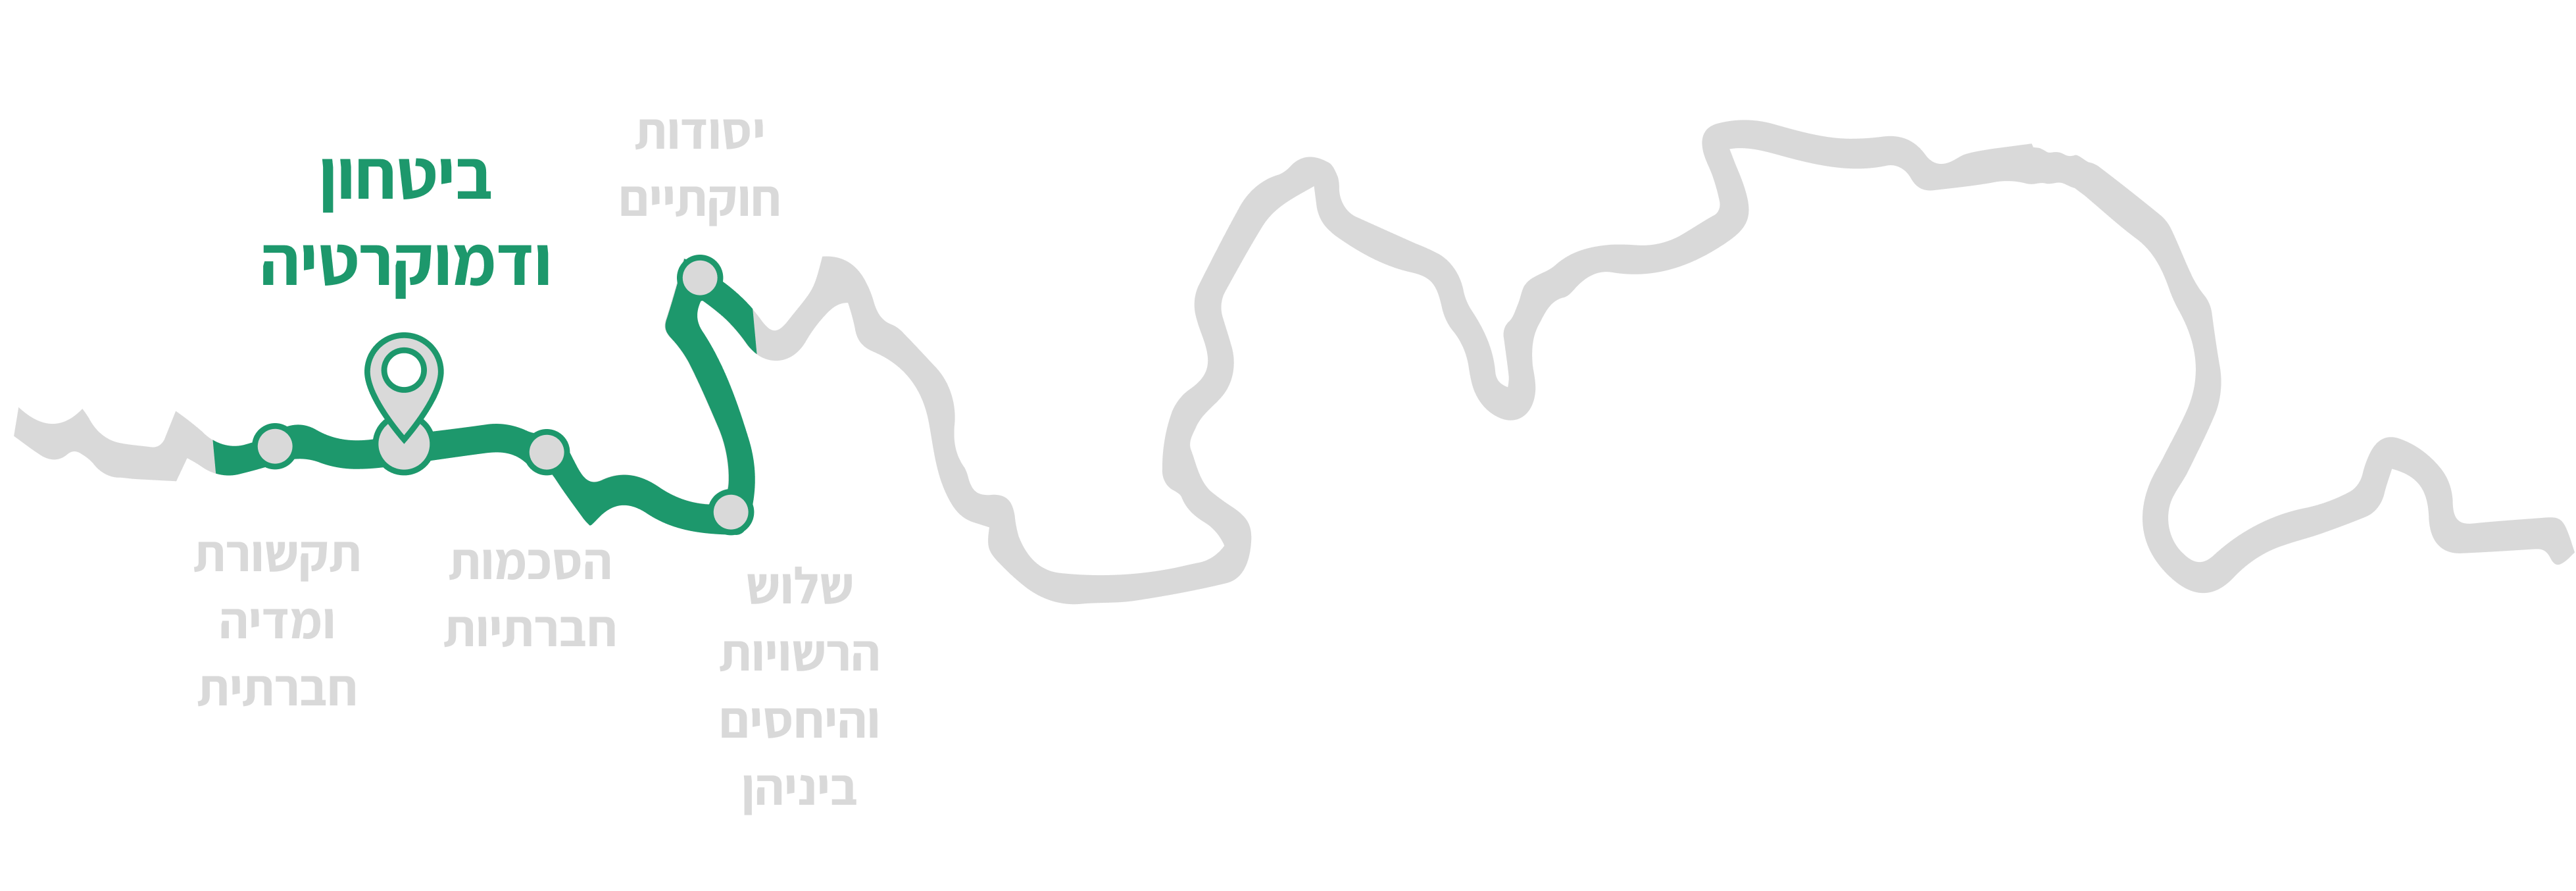 יסודות
חוקתיים
שלוש
הרשויות
והיחסים
ביניהן
הסכמות
חברתיות
ביטחון
ודמוקרטיה
תקשורת
ומדיה
חברתית